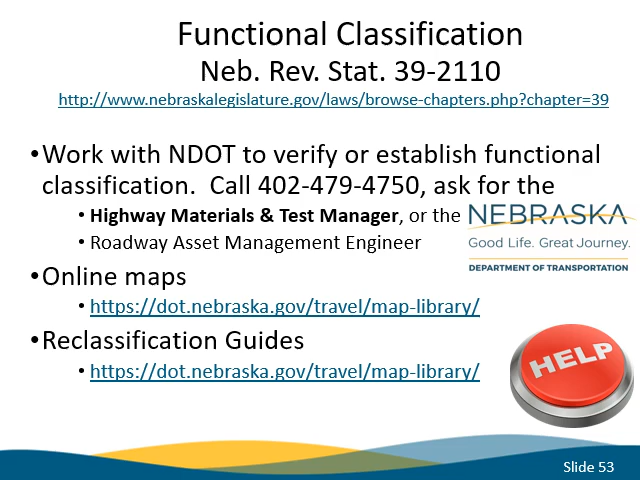 Functional Classification
Neb. Rev. Stat. 39-2110
http://www.nebraskalegislature.gov/laws/browse-chapters.php?chapter=39
•Work with NDOT to verify or establish functional
classification.  Call 402-479-4750, ask for the
• Highway Materials & Test Manager, or the
• Roadway Asset Management Engineer
NEBRASKA
Good Life. Great Journey.
DEPARTMENT OF TRANSPORTATION
•Online maps
• https://dot.nebraska.gov/travel/map-library/
•Reclassification Guides
• https://dot.nebraska.gov/travel/map-library/
HELP
Slide 53